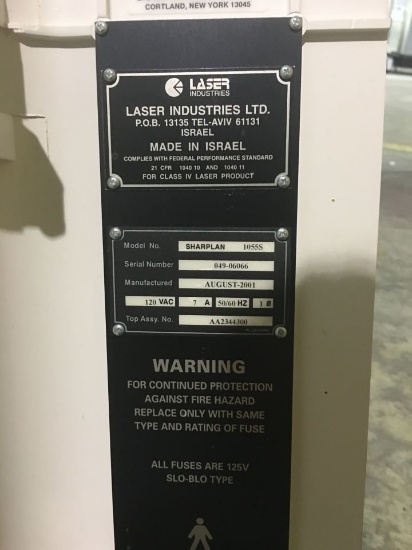 CORTLAND, NEW YORK 13045
LASER
INDUSTRIES
LASER INDUSTRIES LTD.
P.O.B. 13135 TEL-AVIV 61131
ISRAEL
MADE IN ISRAEL
COMPLIES WITH FEDERAL PERFORMANCE STANDARD
21 CFR 1040 10 AND 1040 11
FOR CLASS IV LASER PRODUCT
Model No. SHARPLAN 1055S
Serial Number 049-06066
Manufactured AUGUST-2001
120 VAC 7 A 50/60 HZ 1 Ø
Top Assy. No. AA2344300
WARNING
FOR CONTINUED PROTECTION
AGAINST FIRE HAZARD
REPLACE ONLY WITH SAME
TYPE AND RATING OF FUSE
ALL FUSES ARE 125V
SLO-BLO TYPE